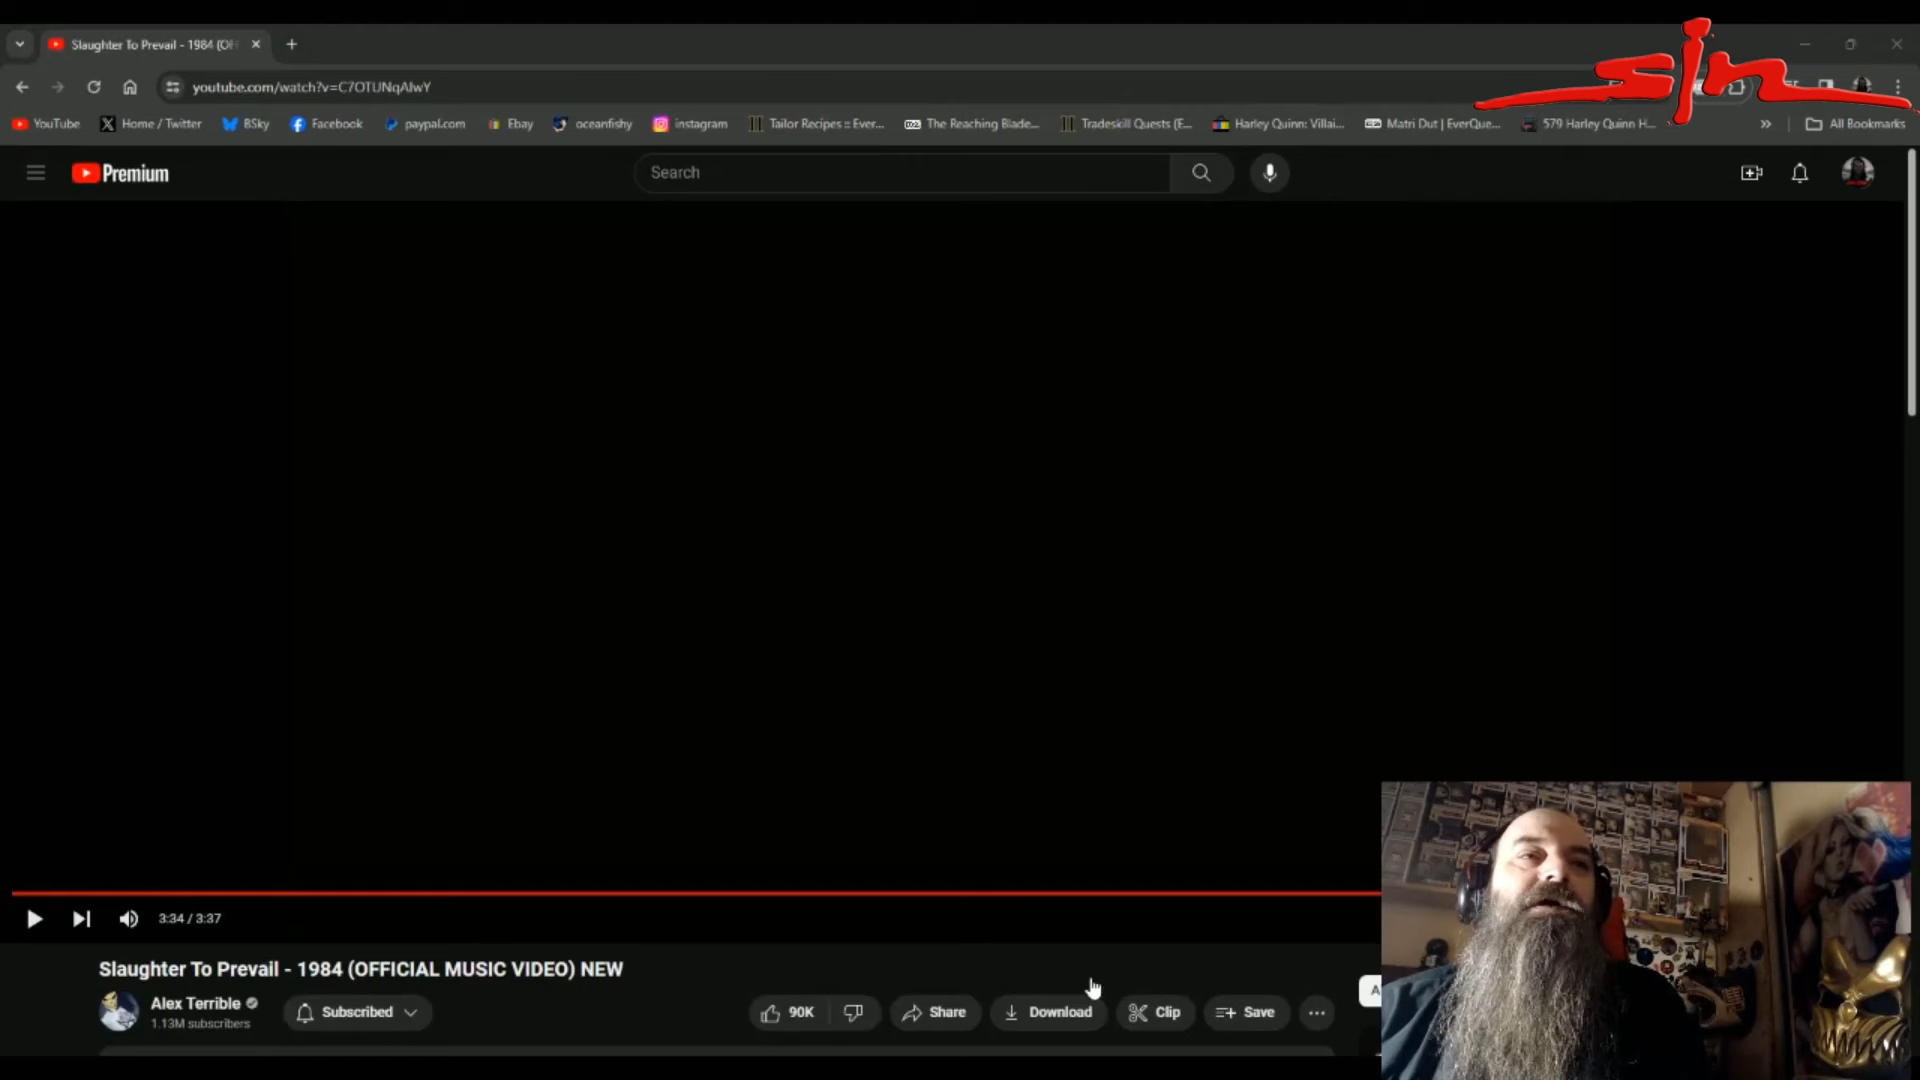 Slaughter To Prevail - 1984 (OF
sin
youtube.com/watch?v=C7OTUNqAlwY
YouTube Home / Twitter BSky Facebook paypal.com Ebay oceanfishy instagram Tailor Recipes :: Ever... The Reaching Blade... Tradeskill Quests (E... Harley Quinn: Villai... Matri Dut | EverQue... 579 Harley Quinn H... » All Bookmarks
Premium Search
3:34 / 3:37
Slaughter To Prevail - 1984 (OFFICIAL MUSIC VIDEO) NEW
Alex Terrible
1.13M subscribers
Subscribed 90K Share Download Clip Save ...
A